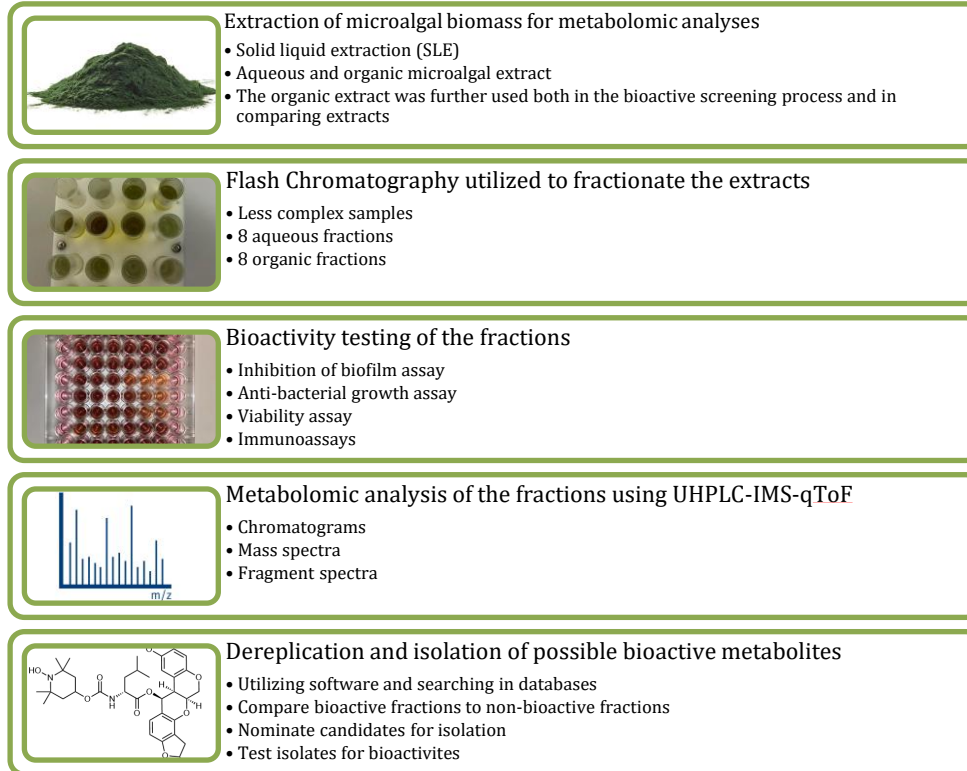 Extraction of microalgal biomass for metabolomic analyses
• Solid liquid extraction (SLE)
• Aqueous and organic microalgal extract
• The organic extract was further used both in the bioactive screening process and in
comparing extracts
Flash Chromatography utilized to fractionate the extracts
• Less complex samples
• 8 aqueous fractions
• 8 organic fractions
Bioactivity testing of the fractions
• Inhibition of biofilm assay
• Anti-bacterial growth assay
• Viability assay
• Immunoassays
Metabolomic analysis of the fractions using UHPLC-IMS-qToF
• Chromatograms
• Mass spectra
• Fragment spectra
m/z
Dereplication and isolation of possible bioactive metabolites
• Utilizing software and searching in databases
• Compare bioactive fractions to non-bioactive fractions
• Nominate candidates for isolation
• Test isolates for bioactivites
HO
N
O
O
N
H
O
O
H
H
O
O
O
O